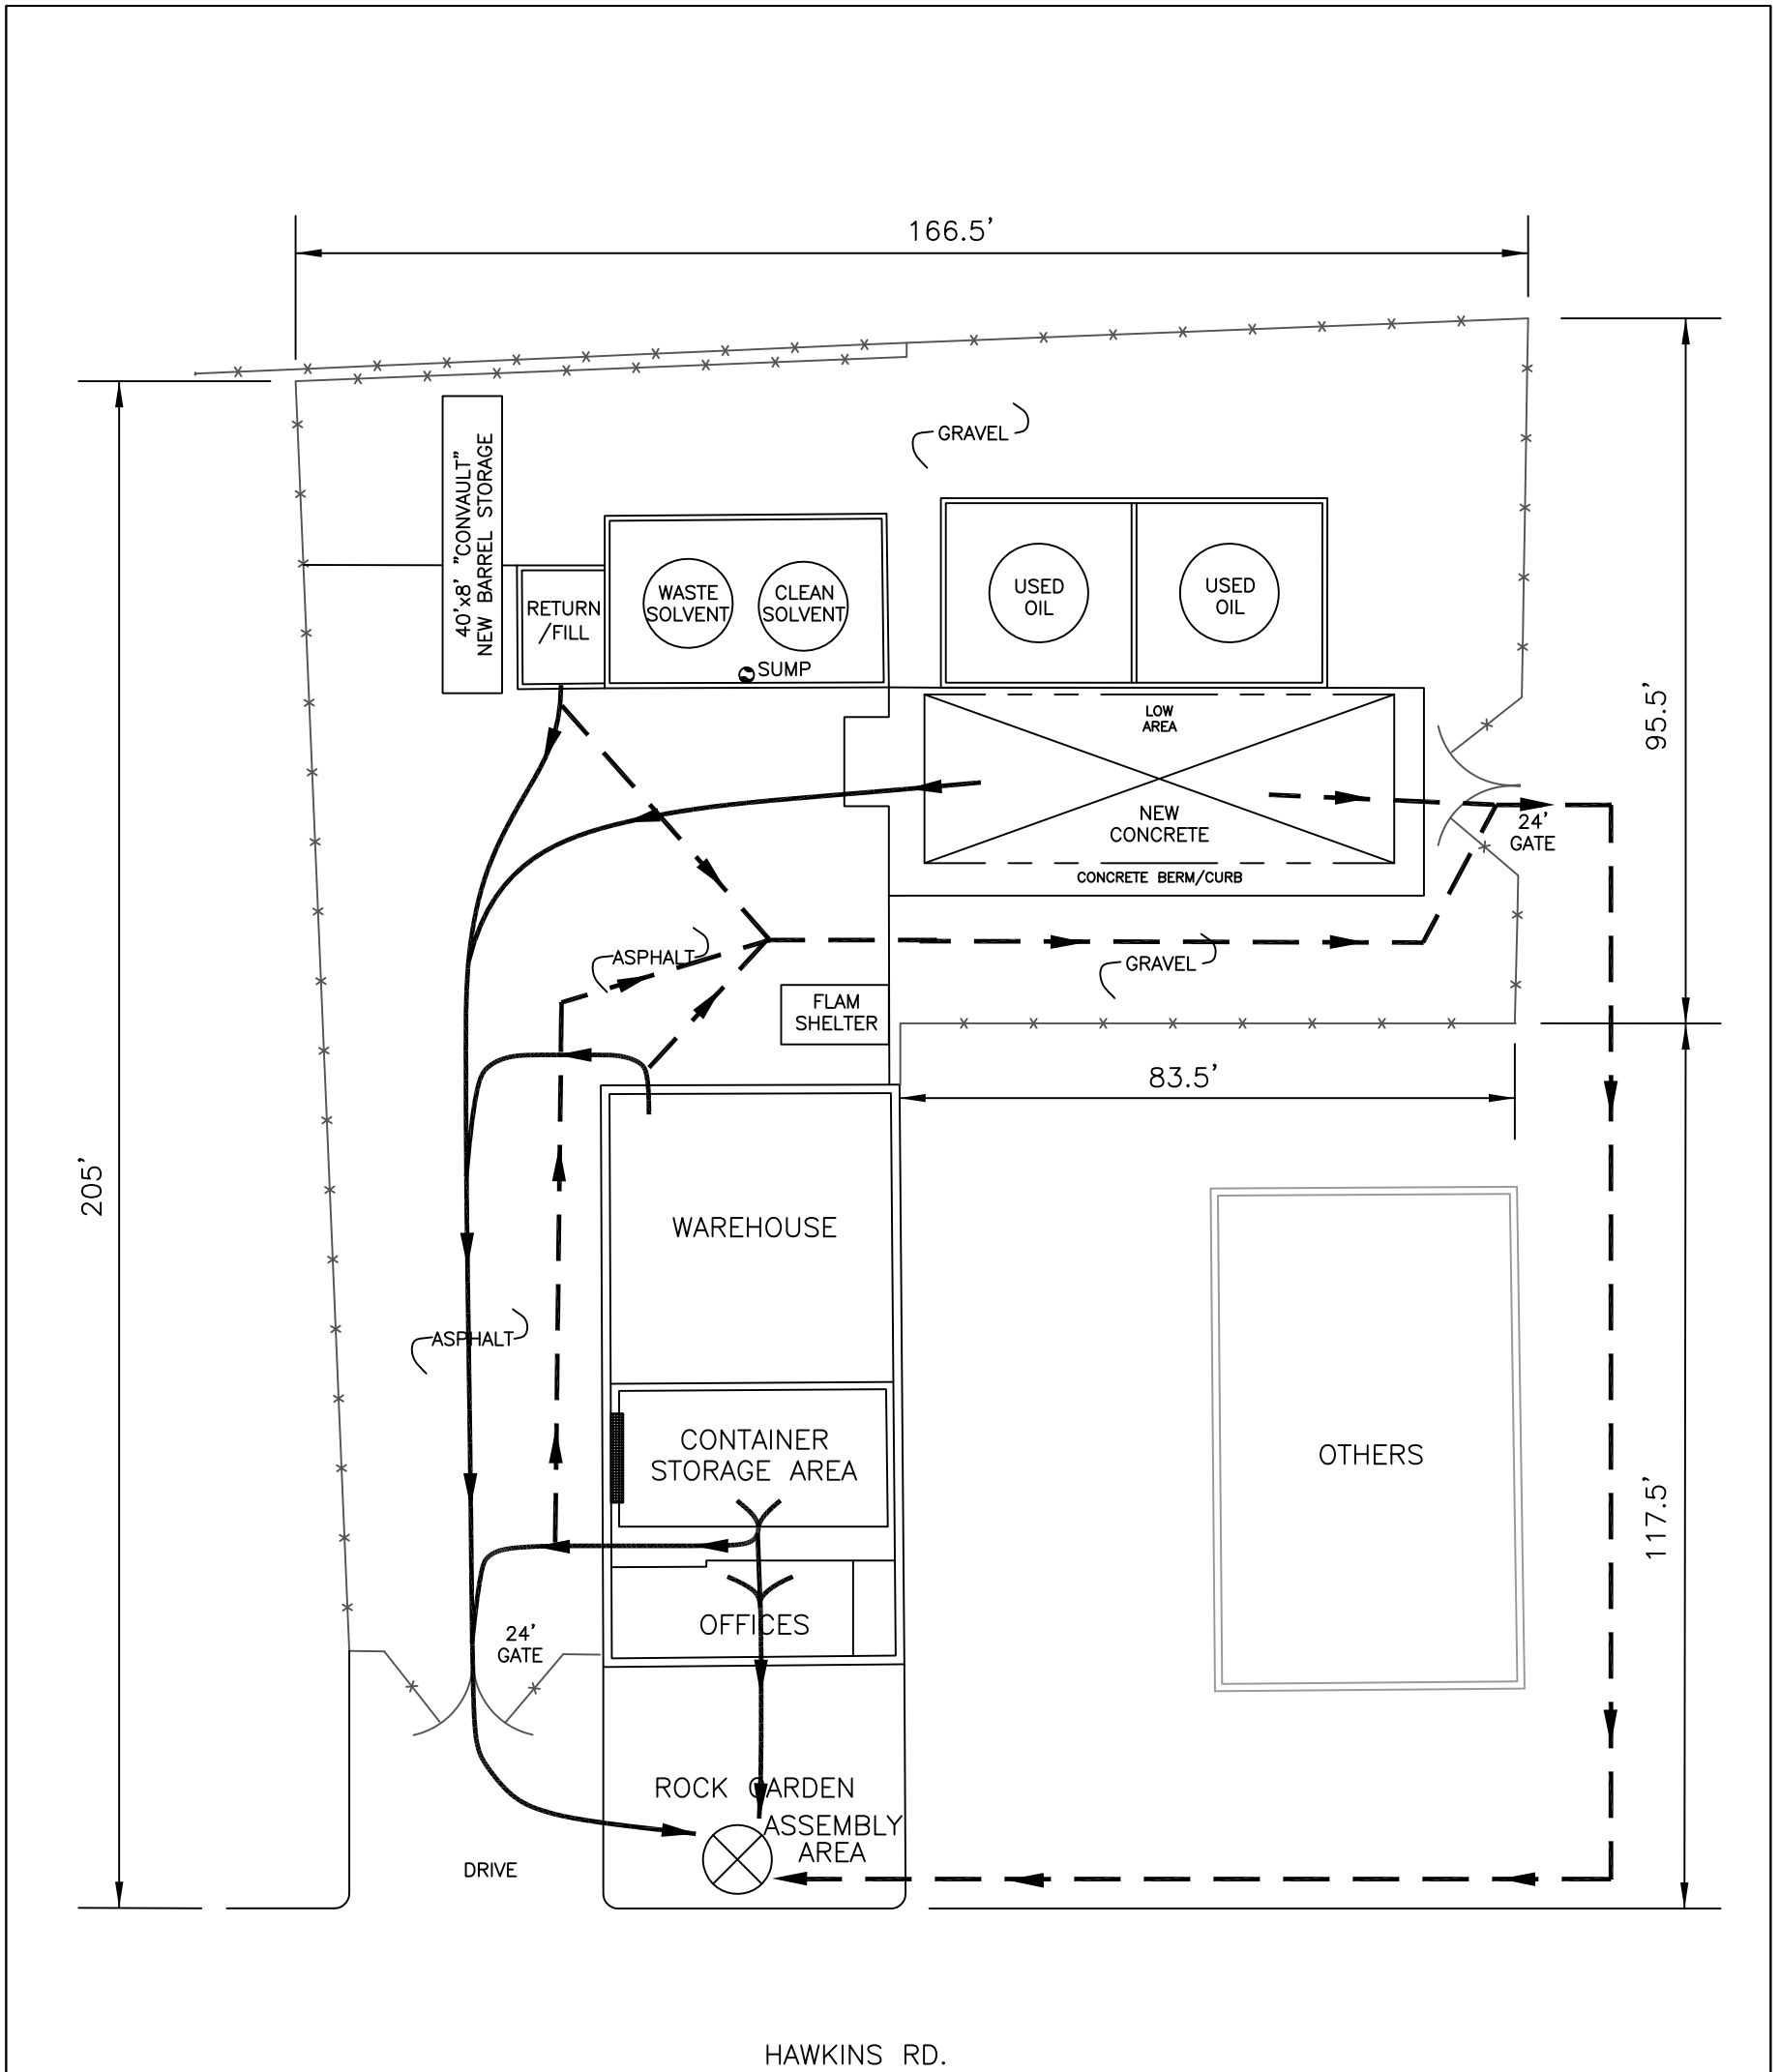 166.5'
GRAVEL
40'x8' "CONVAULT"
NEW BARREL STORAGE
RETURN
/FILL
WASTE
SOLVENT
CLEAN
SOLVENT
SUMP
USED
OIL
USED
OIL
95.5'
LOW
AREA
NEW
CONCRETE
CONCRETE BERM/CURB
24'
GATE
ASPHALT
GRAVEL
FLAM
SHELTER
83.5'
205'
WAREHOUSE
ASPHALT
CONTAINER
STORAGE AREA
OTHERS
117.5'
OFFICES
24'
GATE
ROCK GARDEN
ASSEMBLY
AREA
DRIVE
HAWKINS RD.